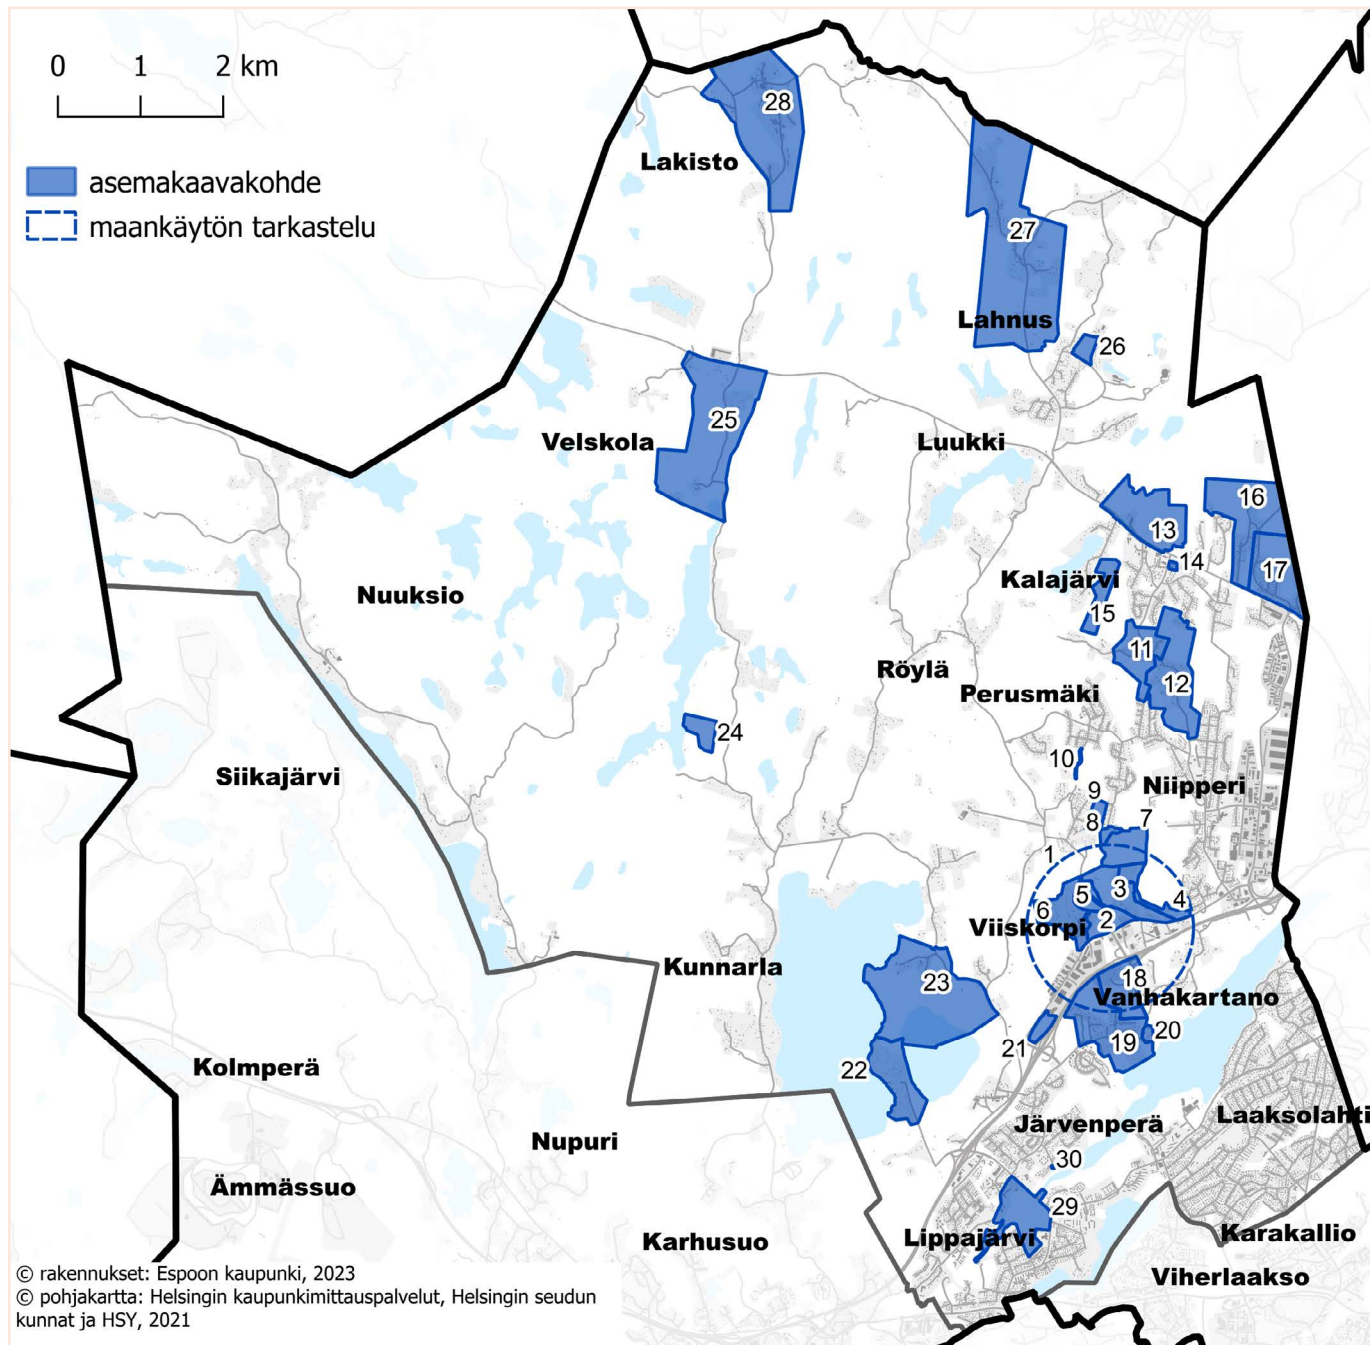 0 1 2 km
asemakaavakohde
maankäytön tarkastelu
28
Lakisto
27
Lahnus
26
25
Velskola
Luukki
16
13
14
17
Kalajärvi
15
Nuuksio
11
Röylä
12
Perusmäki
24
10
Siikajärvi
Niipperi
9
8
7
1
3
5
4
6
2
Viiskorpi
Kunnarla
23
18
Vanhakartano
20
19
21
22
Kolmperä
Järvenperä
Laaksolahti
Nupuri
30
Ämmässuo
29
Lippajärvi
Karakallio
Karhusuo
Viherlaakso
© rakennukset: Espoon kaupunki, 2023
© pohjakartta: Helsingin kaupunkimittauspalvelut, Helsingin seudun
kunnat ja HSY, 2021